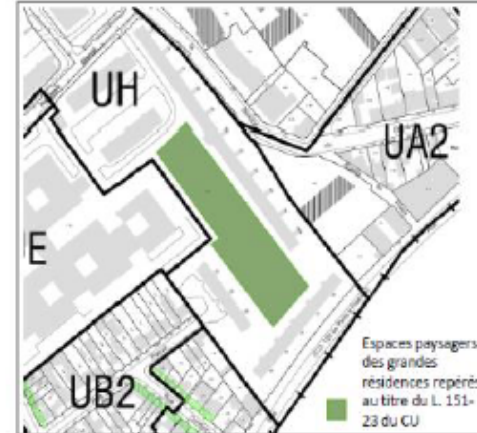 UH
UA2
E
UB2
Espaces paysagers
des grandes
résidences repérés
au titre du L. 151-
23 du CU